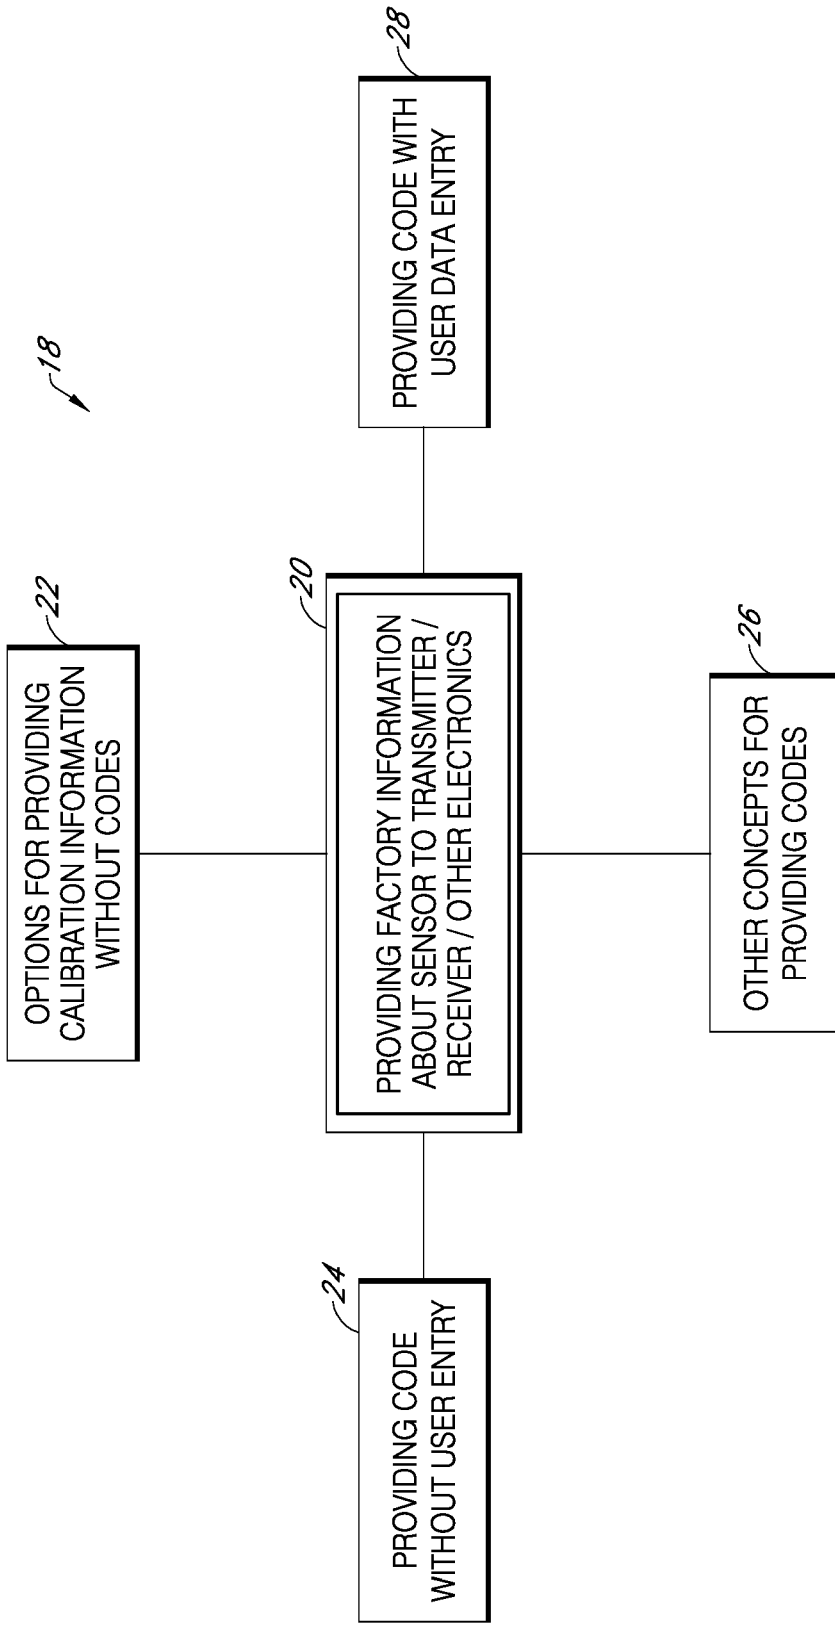 18
22
OPTIONS FOR PROVIDING
CALIBRATION INFORMATION
WITHOUT CODES
24
PROVIDING CODE
WITHOUT USER ENTRY
20
PROVIDING FACTORY INFORMATION
ABOUT SENSOR TO TRANSMITTER /
RECEIVER / OTHER ELECTRONICS
28
PROVIDING CODE WITH
USER DATA ENTRY
26
OTHER CONCEPTS FOR
PROVIDING CODES